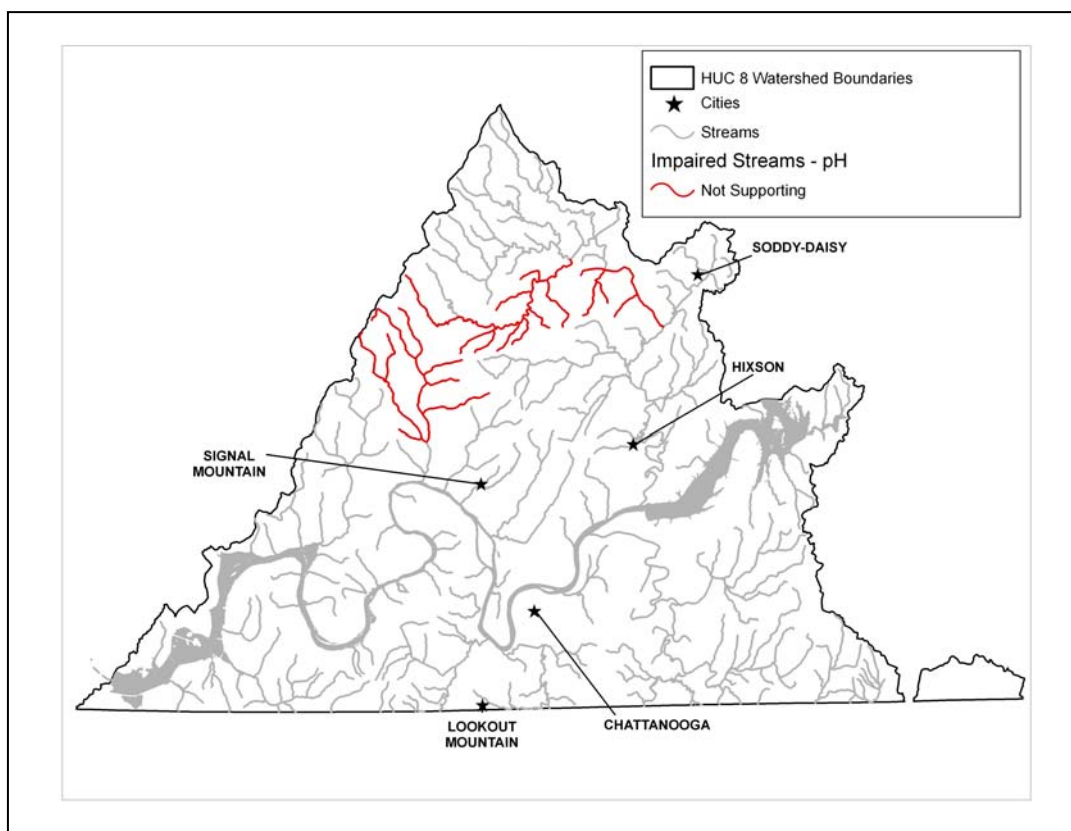 HUC 8 Watershed Boundaries
Cities
Streams
Impaired Streams - pH
Not Supporting
SODDY-DAISY
HIXSON
SIGNAL
MOUNTAIN
LOOKOUT
MOUNTAIN
CHATTANOOGA